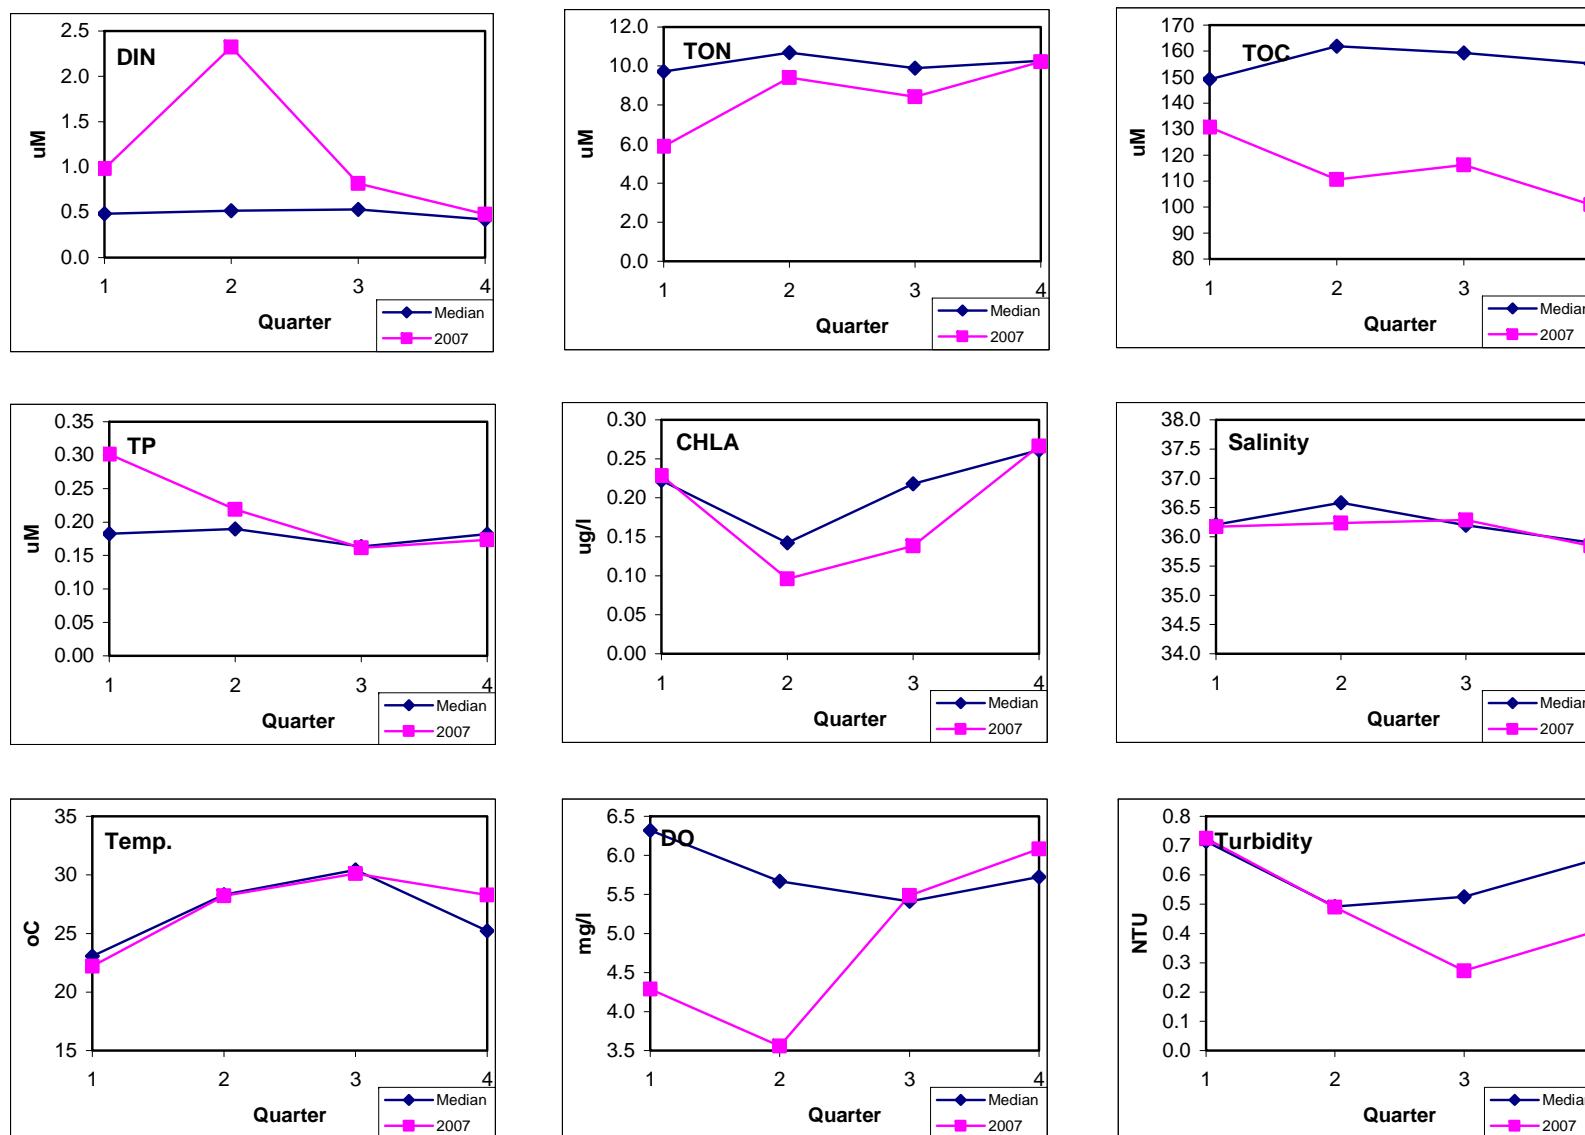 DIN
2.5
2.0
1.5
1.0
0.5
0.0
uM
1 2 3 4
Quarter
Median
2007
TON
12.0
10.0
8.0
6.0
4.0
2.0
0.0
uM
1 2 3 4
Quarter
Median
2007
TOC
170
160
150
140
130
120
110
100
90
80
uM
1 2 3
Quarter
Median
2007
TP
0.35
0.30
0.25
0.20
0.15
0.10
0.05
0.00
uM
1 2 3 4
Quarter
Median
2007
CHLA
0.30
0.25
0.20
0.15
0.10
0.05
0.00
ug/l
1 2 3 4
Quarter
Median
2007
Salinity
38.0
37.5
37.0
36.5
36.0
35.5
35.0
34.5
34.0
1 2 3
Quarter
Median
2007
Temp.
35
30
25
20
15
oC
1 2 3 4
Quarter
Median
2007
DO
6.5
6.0
5.5
5.0
4.5
4.0
3.5
mg/l
1 2 3 4
Quarter
Median
2007
Turbidity
0.8
0.7
0.6
0.5
0.4
0.3
0.2
0.1
0.0
NTU
1 2 3
Quarter
Median
2007